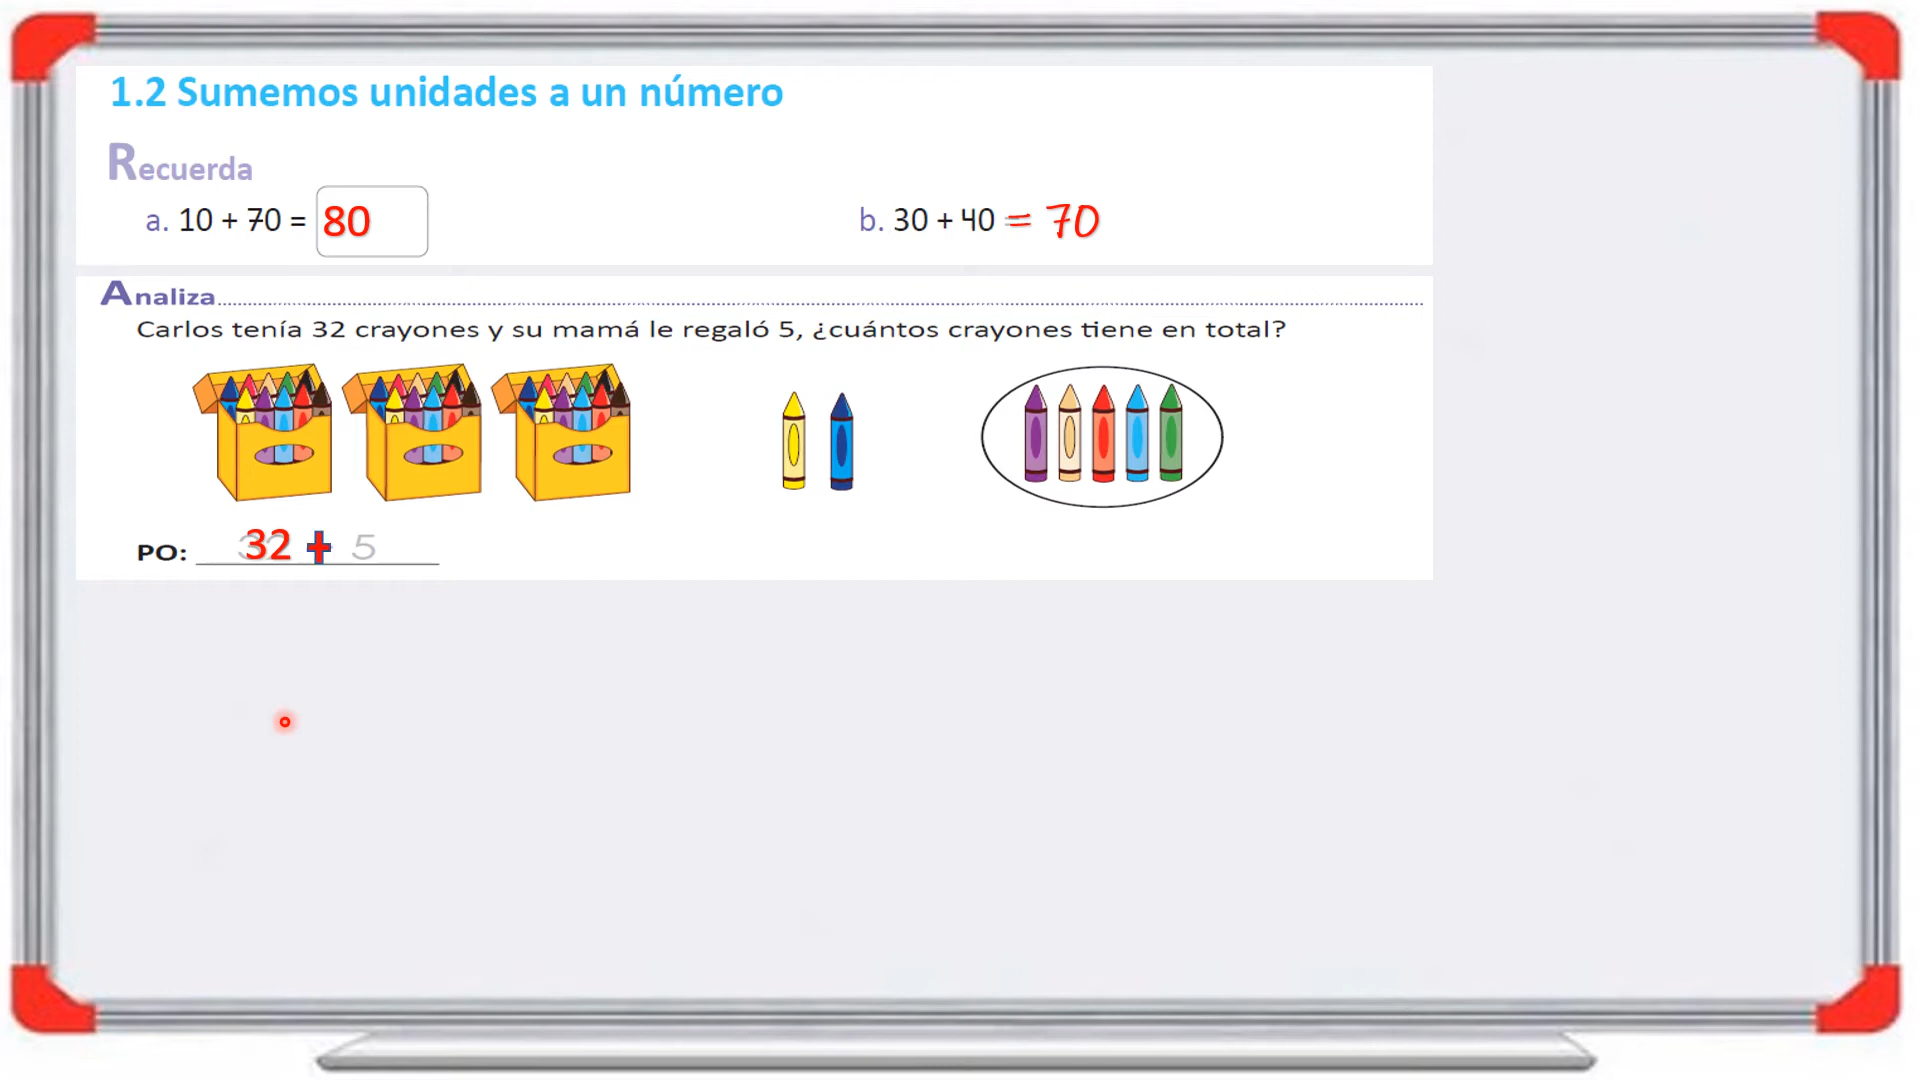 1.2 Sumemos unidades a un número
Recuerda
a. 10 + 70 = 80
b. 30 + 40 = 70
Analiza
Carlos tenía 32 crayones y su mamá le regaló 5, ¿cuántos crayones tiene en total?
PO: 32 + 5